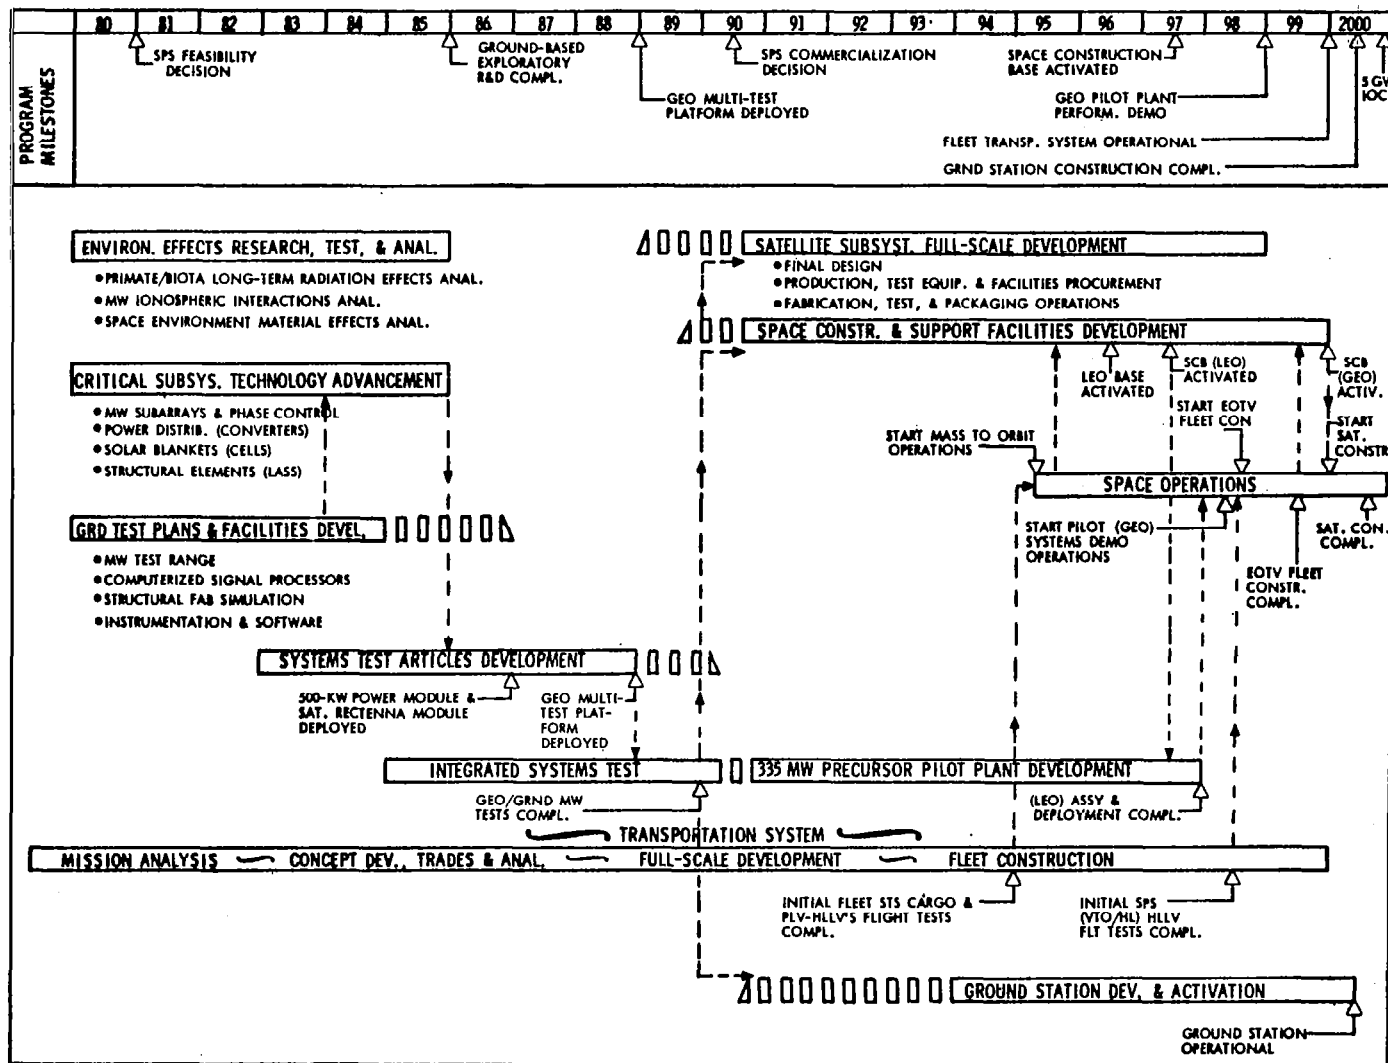 80 81 82 83 84 85 86 87 88 89 90 91 92 93 94 95 96 97 98 99 2000
PROGRAM
MILESTONES
SPS FEASIBILITY
DECISION
GROUND-BASED
EXPLORATORY
R&D COMPL.
GEO MULTI-TEST
PLATFORM DEPLOYED
SPS COMMERCIALIZATION
DECISION
SPACE CONSTRUCTION
BASE ACTIVATED
GEO PILOT PLANT
PERFORM. DEMO
5 GW
IOC
FLEET TRANSP. SYSTEM OPERATIONAL
GRND STATION CONSTRUCTION COMPL.
ENVIRON. EFFECTS RESEARCH, TEST, & ANAL.
•PRIMATE/BIOTA LONG-TERM RADIATION EFFECTS ANAL.
•MW IONOSPHERIC INTERACTIONS ANAL.
•SPACE ENVIRONMENT MATERIAL EFFECTS ANAL.
SATELLITE SUBSYST. FULL-SCALE DEVELOPMENT
•FINAL DESIGN
•PRODUCTION, TEST EQUIP. & FACILITIES PROCUREMENT
•FABRICATION, TEST, & PACKAGING OPERATIONS
SPACE CONSTR. & SUPPORT FACILITIES DEVELOPMENT
LEO BASE
ACTIVATED
SCB (LEO)
ACTIVATED
SCB
(GEO)
ACTIV.
CRITICAL SUBSYS. TECHNOLOGY ADVANCEMENT
•MW SUBARRAYS & PHASE CONTROL
•POWER DISTRIB. (CONVERTERS)
•SOLAR BLANKETS (CELLS)
•STRUCTURAL ELEMENTS (LASS)
START MASS TO ORBIT
OPERATIONS
START EOTV
FLEET CON
START
SAT.
CONSTR
SPACE OPERATIONS
GRD TEST PLANS & FACILITIES DEVEL.
•MW TEST RANGE
•COMPUTERIZED SIGNAL PROCESSORS
•STRUCTURAL FAB SIMULATION
•INSTRUMENTATION & SOFTWARE
START PILOT (GEO)
SYSTEMS DEMO
OPERATIONS
SAT. CON.
COMPL.
EOTV FLEET
CONSTR.
COMPL.
SYSTEMS TEST ARTICLES DEVELOPMENT
500-KW POWER MODULE &
SAT. RECTENNA MODULE
DEPLOYED
GEO MULTI-
TEST PLAT-
FORM
DEPLOYED
INTEGRATED SYSTEMS TEST
335 MW PRECURSOR PILOT PLANT DEVELOPMENT
GEO/GRND MW
TESTS COMPL.
(LEO) ASSY &
DEPLOYMENT COMPL.
TRANSPORTATION SYSTEM
MISSION ANALYSIS CONCEPT DEV., TRADES & ANAL. FULL-SCALE DEVELOPMENT FLEET CONSTRUCTION
INITIAL FLEET STS CARGO &
PLV-HLLV'S FLIGHT TESTS
COMPL.
INITIAL SPS
(VTO/HL) HLLV
FLT TESTS COMPL.
GROUND STATION DEV. & ACTIVATION
GROUND STATION
OPERATIONAL